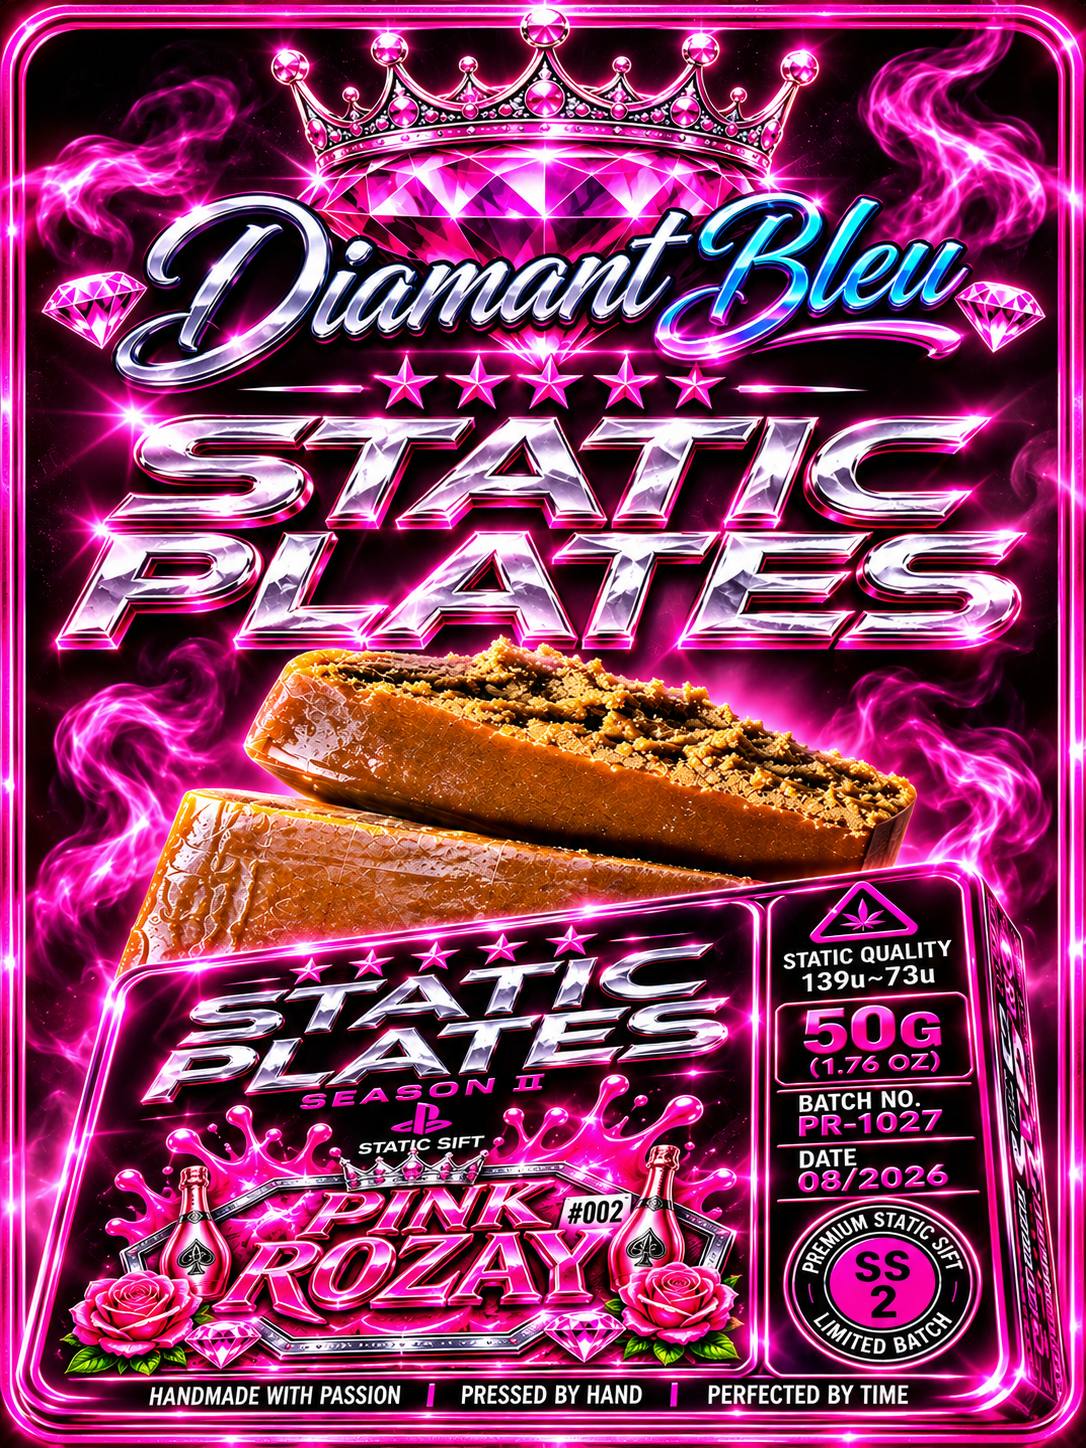 Diamant Bleu
STATIC
PLATES
STATIC
PLATES
SEASON II
STATIC SIFT
PINK
ROZAY
#002
STATIC QUALITY
139u~73u
50G
(1.76 OZ)
BATCH NO.
PR-1027
DATE
08/2026
PREMIUM STATIC SIFT
SS
2
LIMITED BATCH
HANDMADE WITH PASSION | PRESSED BY HAND | PERFECTED BY TIME